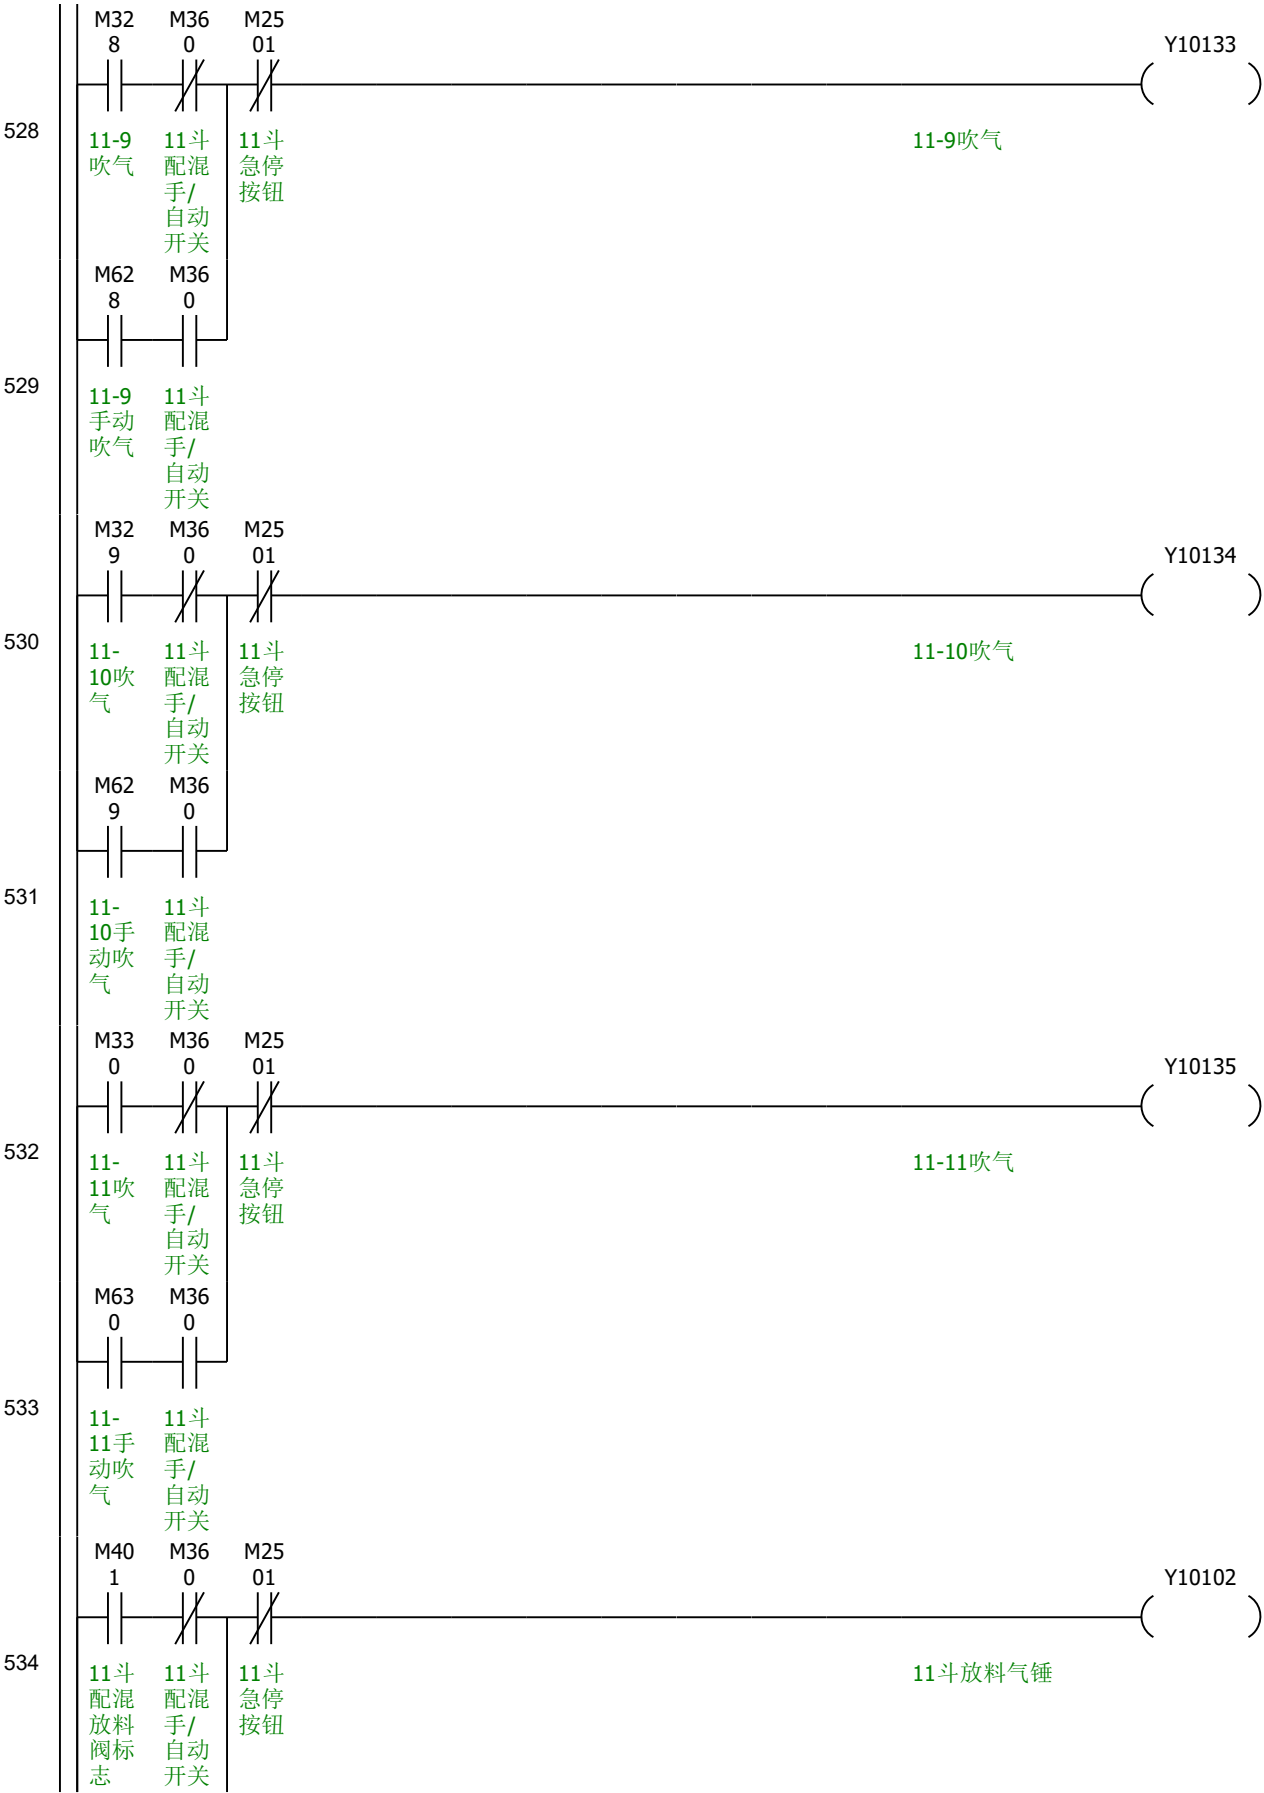 M32 M36 M25
8 0 01 Y10133
528
11-9 11斗 11斗 11-9吹气
吹气 配混 急停
手/ 按钮
自动
开关
M62 M36
8 0
529
11-9 11斗
手动 配混
吹气 手/
自动
开关
M32 M36 M25
9 0 01 Y10134
530
11- 11斗 11斗 11-10吹气
10吹 配混 急停
气 手/ 按钮
自动
开关
M62 M36
9 0
531
11- 11斗
10手 配混
动吹 手/
气 自动
开关
M33 M36 M25
0 0 01 Y10135
532
11- 11斗 11斗 11-11吹气
11吹 配混 急停
气 手/ 按钮
自动
开关
M63 M36
0 0
533
11- 11斗
11手 配混
动吹 手/
气 自动
开关
M40 M36 M25
1 0 01 Y10102
534
11斗 11斗 11斗 11斗放料气锤
配混 配混 急停
放料 手/ 按钮
阀标 自动
志 开关